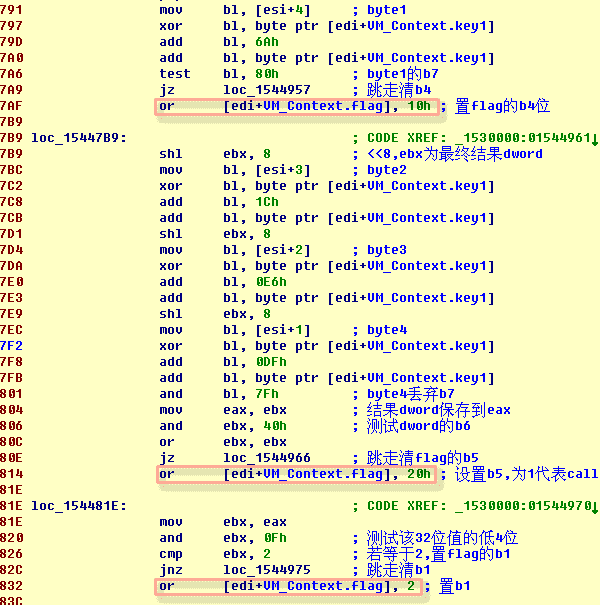 791 mov bl, [esi+4] ; byte1
797 xor bl, byte ptr [edi+VM_Context.key1]
79D add bl, 6Ah
7A0 add bl, byte ptr [edi+VM_Context.key1]
7A6 test bl, 80h ; byte1的b7
7A9 jz loc_1544957 ; 跳走清b4
7AF or [edi+VM_Context.flag], 10h ; 置flag的b4位
7B9
7B9 loc_15447B9: ; CODE XREF: _1530000:01544961↓
7B9 shl ebx, 8 ; <<8,ebx为最终结果dword
7BC mov bl, [esi+3] ; byte2
7C2 xor bl, byte ptr [edi+VM_Context.key1]
7C8 add bl, 1Ch
7CB add bl, byte ptr [edi+VM_Context.key1]
7D1 shl ebx, 8
7D4 mov bl, [esi+2] ; byte3
7DA xor bl, byte ptr [edi+VM_Context.key1]
7E0 add bl, 0E6h
7E3 add bl, byte ptr [edi+VM_Context.key1]
7E9 shl ebx, 8
7EC mov bl, [esi+1] ; byte4
7F2 xor bl, byte ptr [edi+VM_Context.key1]
7F8 add bl, 0DFh
7FB add bl, byte ptr [edi+VM_Context.key1]
801 and bl, 7Fh ; byte4丢弃b7
804 mov eax, ebx ; 结果dword保存到eax
806 and ebx, 40h ; 测试dword的b6
80C or ebx, ebx
80E jz loc_1544966 ; 跳走清flag的b5
814 or [edi+VM_Context.flag], 20h ; 设置b5,为1代表call
81E
81E loc_154481E: ; CODE XREF: _1530000:01544970↓
81E mov ebx, eax
820 and ebx, 0Fh ; 测试该32位值的低4位
826 cmp ebx, 2 ; 若等于2,置flag的b1
82C jnz loc_1544975 ; 跳走清b1
832 or [edi+VM_Context.flag], 2 ; 置b1
83C